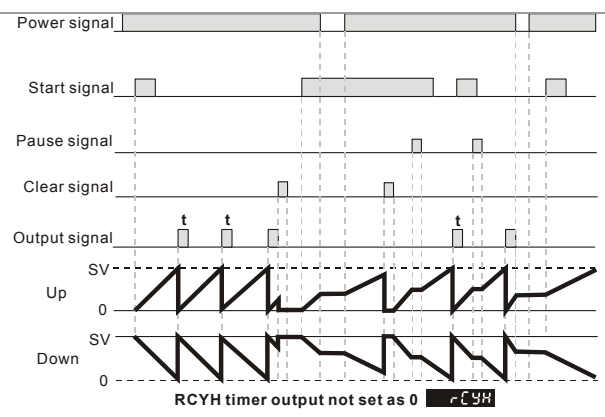 Power signal
Start signal
Pause signal
Clear signal
t t t
Output signal
SV
Up
0
SV
Down
0
RCYH timer output not set as 0 rCYH